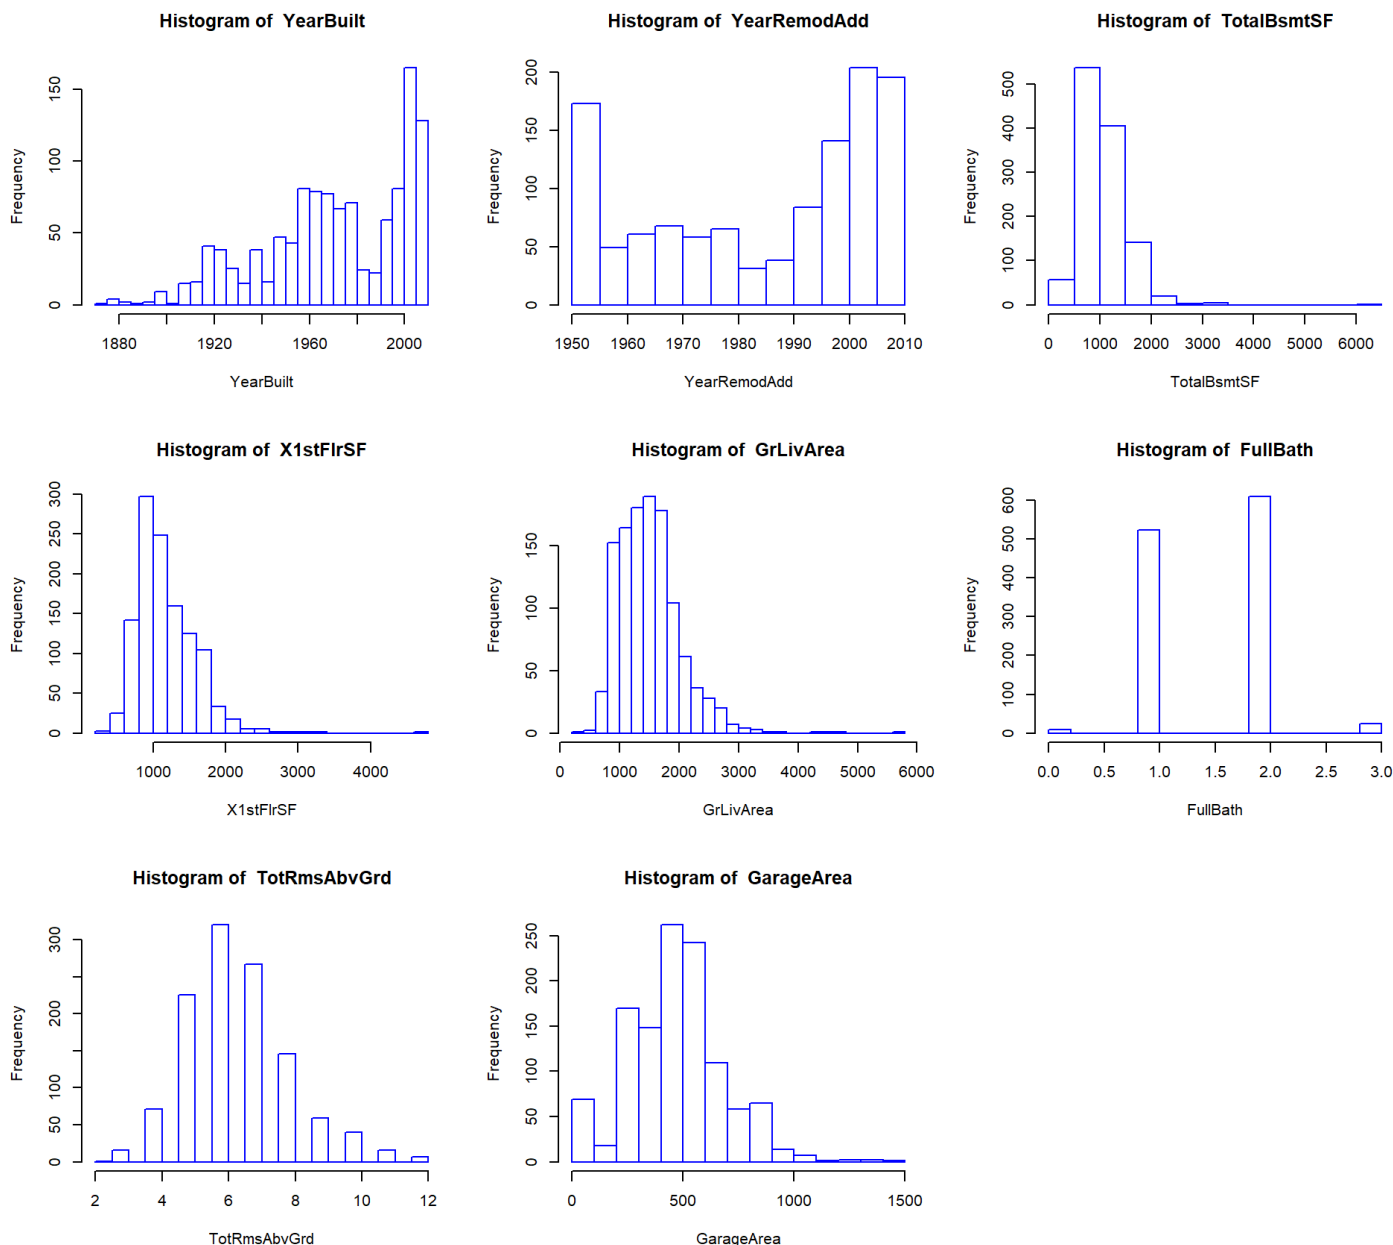 Histogram of  YearBuilt
Frequency
0 50 100 150
1880 1920 1960 2000
YearBuilt
Histogram of  YearRemodAdd
Frequency
0 50 100 150 200
1950 1960 1970 1980 1990 2000 2010
YearRemodAdd
Histogram of  TotalBsmtSF
Frequency
0 100 200 300 400 500
0 1000 2000 3000 4000 5000 6000
TotalBsmtSF
Histogram of  X1stFlrSF
Frequency
0 50 100 150 200 250 300
1000 2000 3000 4000
X1stFlrSF
Histogram of  GrLivArea
Frequency
0 50 100 150
0 1000 2000 3000 4000 5000 6000
GrLivArea
Histogram of  FullBath
Frequency
0 100 200 300 400 500 600
0.0 0.5 1.0 1.5 2.0 2.5 3.0
FullBath
Histogram of  TotRmsAbvGrd
Frequency
0 50 100 200 300
2 4 6 8 10 12
TotRmsAbvGrd
Histogram of  GarageArea
Frequency
0 50 100 150 200 250
0 500 1000 1500
GarageArea